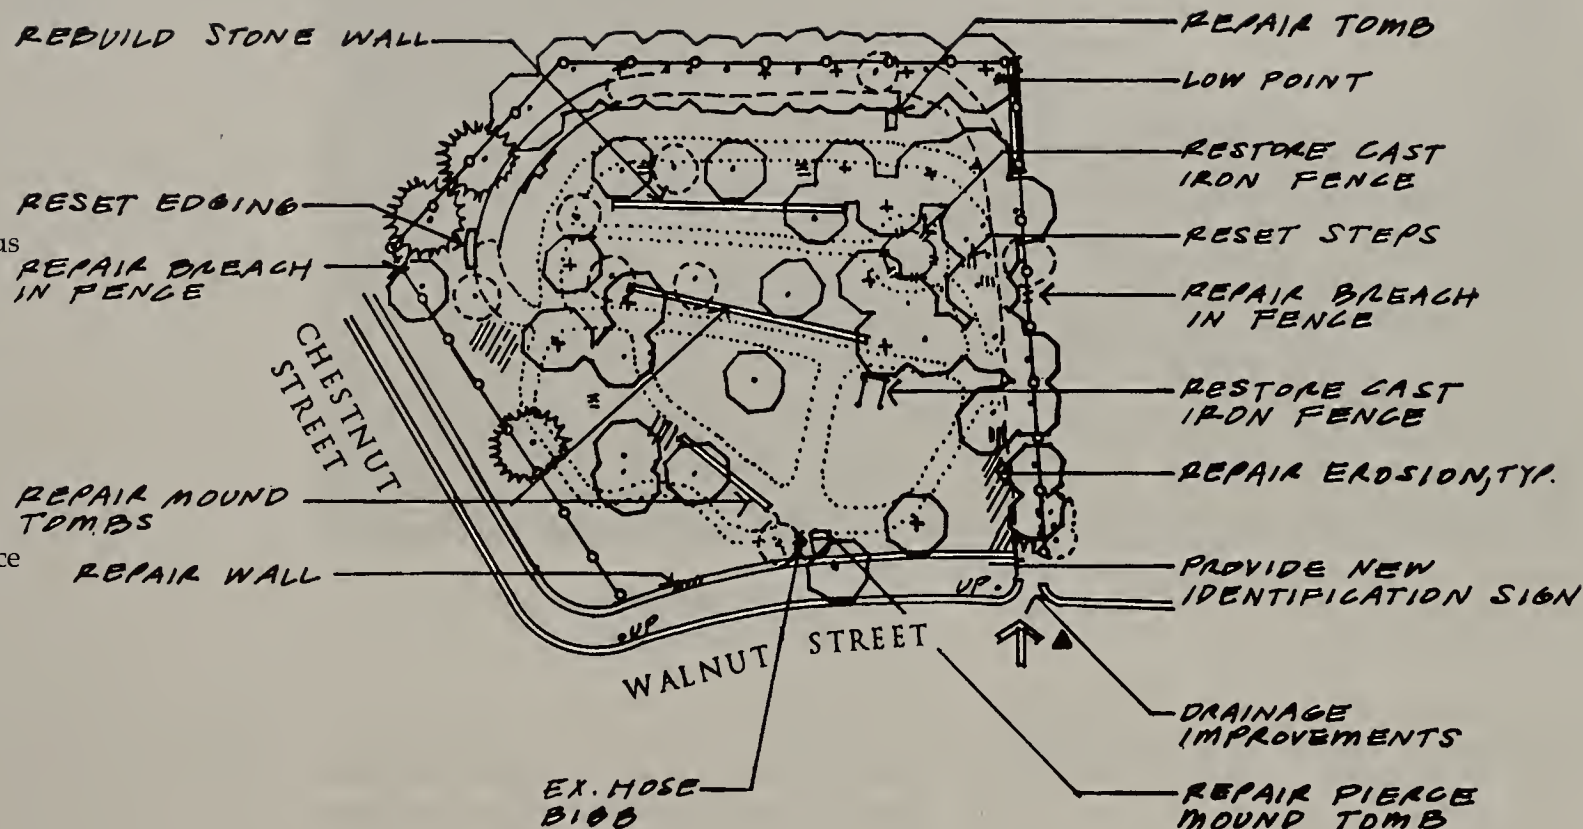 REBUILD STONE WALL
RESET EDGING
us
REPAIR BREACH
IN FENCE
CHESTNUT
STREET
REPAIR MOUND
TOMBS
ce
REPAIR WALL
EX. HOSE
BIBB
WALNUT STREET
UP
UP.
REPAIR TOMB
LOW POINT
RESTORE CAST
IRON FENCE
RESET STEPS
REPAIR BREACH
IN FENCE
RESTORE CAST
IRON FENCE
REPAIR EROSION, TYP.
PROVIDE NEW
IDENTIFICATION SIGN
DRAINAGE
IMPROVEMENTS
REPAIR PIERCE
MOUND TOMB